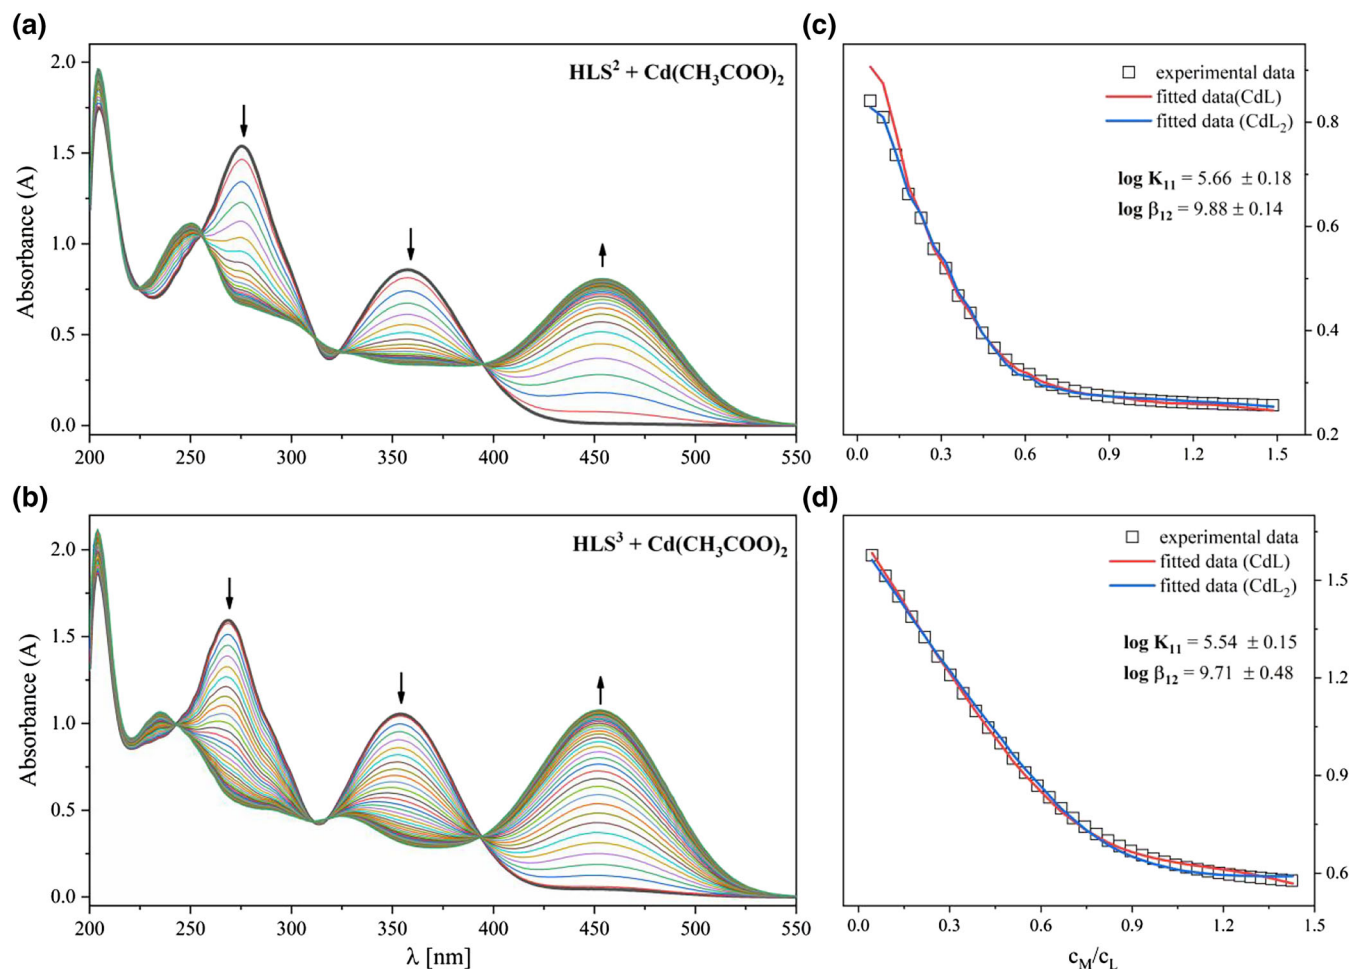 (a)
HLS² + Cd(CH₃COO)₂
2.0
1.5
1.0
0.5
0.0
Absorbance (A)
200 250 300 350 400 450 500 550
(c)
experimental data
fitted data(CdL)
fitted data (CdL₂)
log K₁₁ = 5.66 ± 0.18
log β₁₂ = 9.88 ± 0.14
0.8
0.6
0.4
0.2
0.0 0.3 0.6 0.9 1.2 1.5
(b)
HLS³ + Cd(CH₃COO)₂
2.0
1.5
1.0
0.5
0.0
Absorbance (A)
200 250 300 350 400 450 500 550
λ [nm]
(d)
experimental data
fitted data (CdL)
fitted data (CdL₂)
log K₁₁ = 5.54 ± 0.15
log β₁₂ = 9.71 ± 0.48
1.5
1.2
0.9
0.6
0.0 0.3 0.6 0.9 1.2 1.5
c_M/c_L